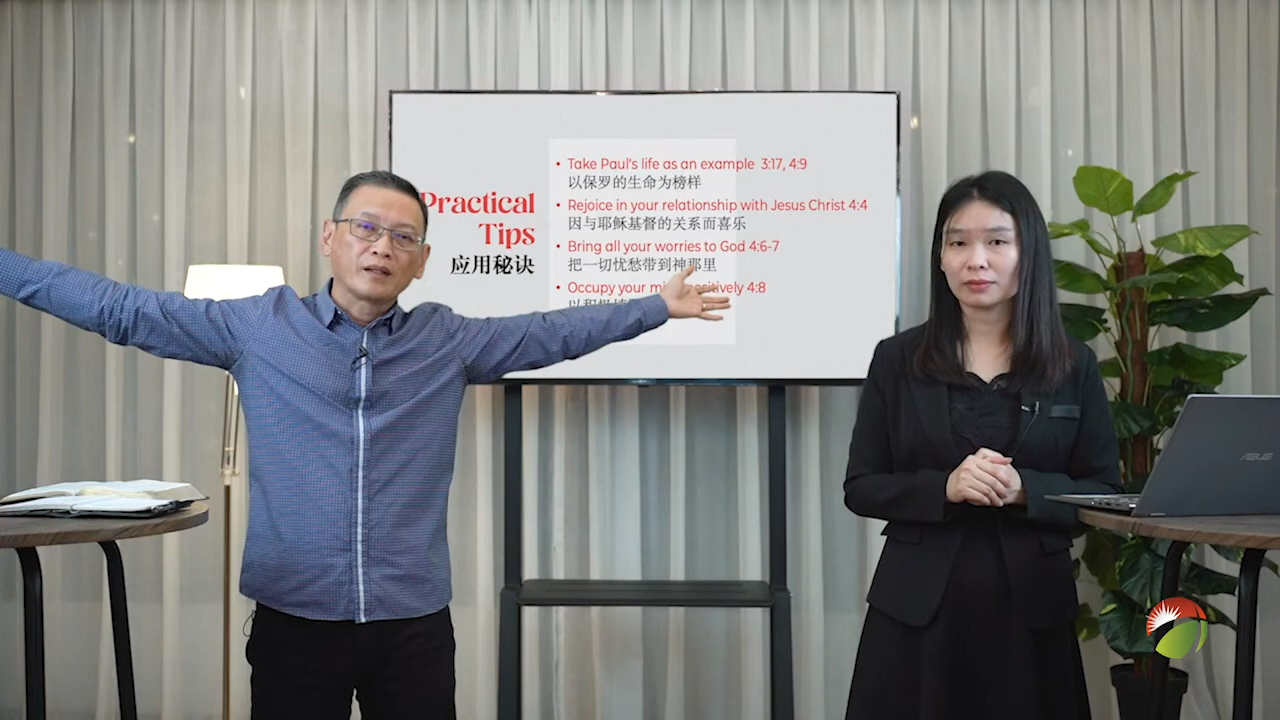 Practical
Tips
应用秘诀
• Take Paul's life as an example 3:17, 4:9
以保罗的生命为榜样
• Rejoice in your relationship with Jesus Christ 4:4
因与耶稣基督的关系而喜乐
• Bring all your worries to God 4:6-7
把一切忧愁带到神那里
• Occupy your positively 4:8
ASUS